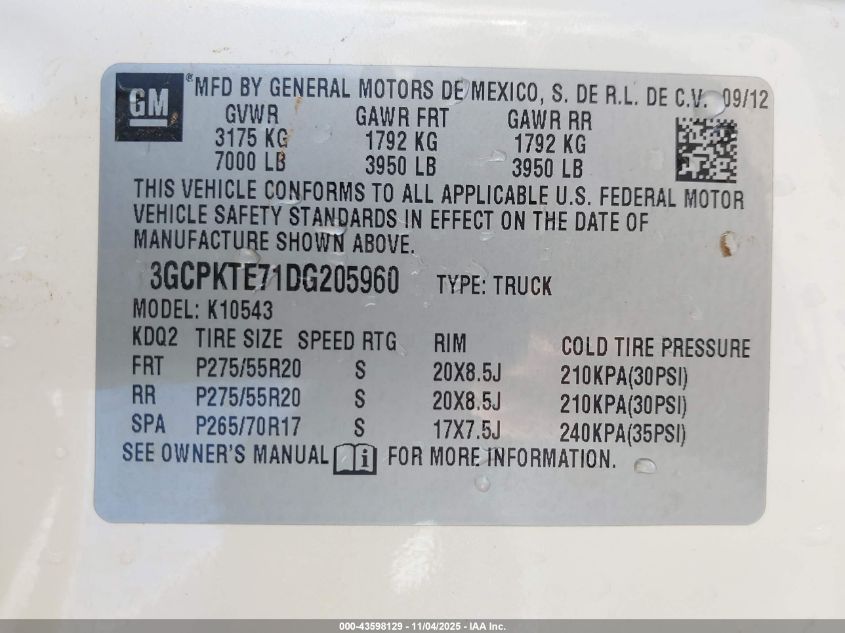 GM ® MFD BY GENERAL MOTORS DE MEXICO, S. DE R.L. DE C.V. 09/12
GVWR GAWR FRT GAWR RR
3175 KG 1792 KG 1792 KG
7000 LB 3950 LB 3950 LB
THIS VEHICLE CONFORMS TO ALL APPLICABLE U.S. FEDERAL MOTOR
VEHICLE SAFETY STANDARDS IN EFFECT ON THE DATE OF
MANUFACTURE SHOWN ABOVE.
3GCPKTE71DG205960 TYPE: TRUCK
MODEL: K10543
KDQ2 TIRE SIZE SPEED RTG RIM COLD TIRE PRESSURE
FRT P275/55R20 S 20X8.5J 210KPA(30PSI)
RR P275/55R20 S 20X8.5J 210KPA(30PSI)
SPA P265/70R17 S 17X7.5J 240KPA(35PSI)
SEE OWNER'S MANUAL i FOR MORE INFORMATION.
000-43598129 - 11/04/2025 - IAA Inc.